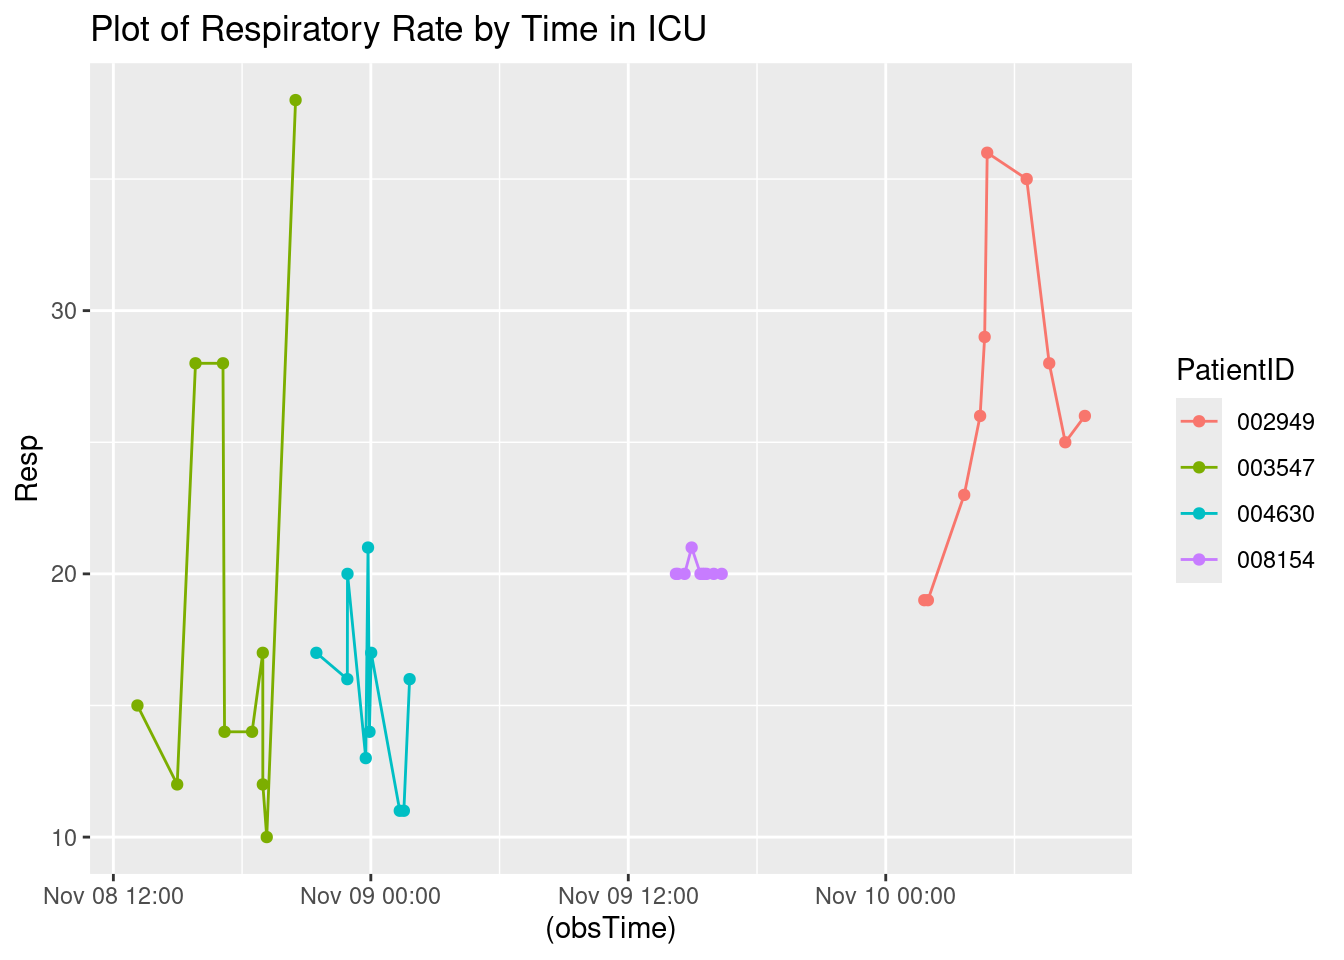 Plot of Respiratory Rate by Time in ICU
Resp
30
20
10
Nov 08 12:00
Nov 09 00:00
Nov 09 12:00
Nov 10 00:00
(obsTime)
PatientID
002949
003547
004630
008154